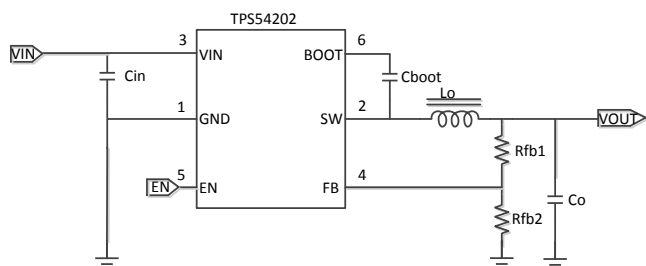 TPS54202
VIN
3
VIN
BOOT
6
Cin
Cboot
Lo
1
GND
SW
2
VOUT
Rfb1
EN
5
EN
FB
4
Rfb2
Co